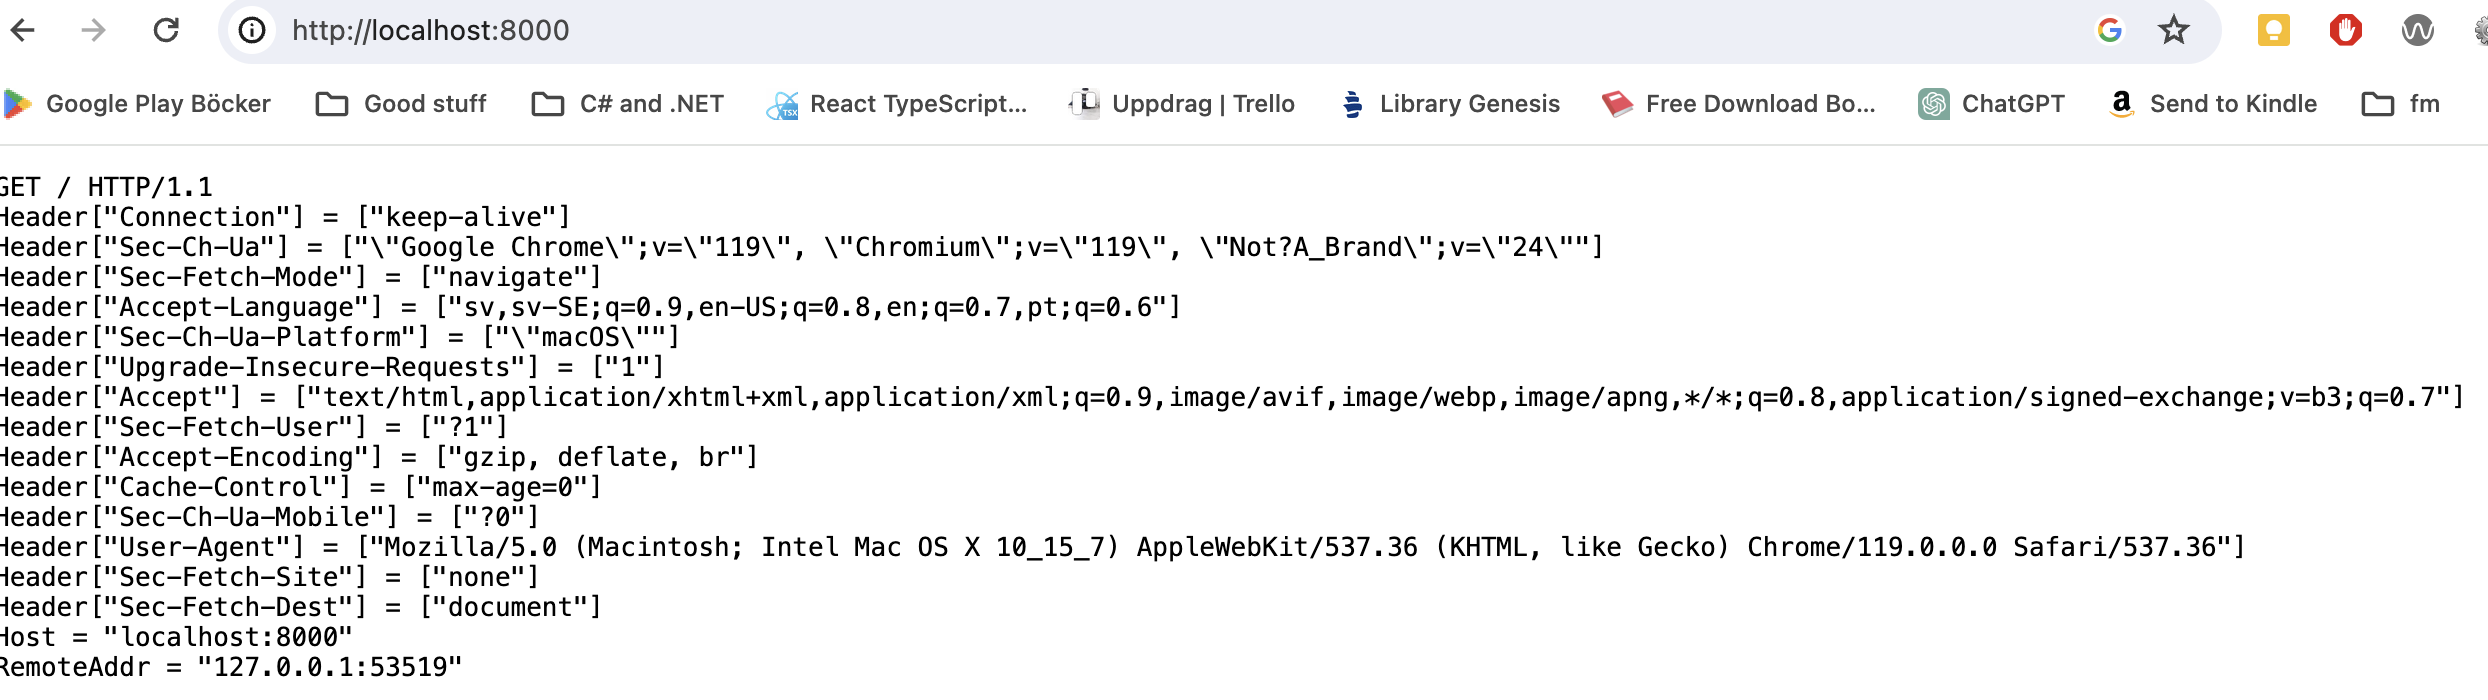 http://localhost:8000
Google Play Böcker Good stuff C# and .NET React TypeScript... Uppdrag | Trello Library Genesis Free Download Bo... ChatGPT Send to Kindle fm
GET / HTTP/1.1
Header["Connection"] = ["keep-alive"]
Header["Sec-Ch-Ua"] = ["\"Google Chrome\";v=\"119\", \"Chromium\";v=\"119\", \"Not?A_Brand\";v=\"24\""]
Header["Sec-Fetch-Mode"] = ["navigate"]
Header["Accept-Language"] = ["sv,sv-SE;q=0.9,en-US;q=0.8,en;q=0.7,pt;q=0.6"]
Header["Sec-Ch-Ua-Platform"] = ["\"macOS\""]
Header["Upgrade-Insecure-Requests"] = ["1"]
Header["Accept"] = ["text/html,application/xhtml+xml,application/xml;q=0.9,image/avif,image/webp,image/apng,*/*;q=0.8,application/signed-exchange;v=b3;q=0.7"]
Header["Sec-Fetch-User"] = ["?1"]
Header["Accept-Encoding"] = ["gzip, deflate, br"]
Header["Cache-Control"] = ["max-age=0"]
Header["Sec-Ch-Ua-Mobile"] = ["?0"]
Header["User-Agent"] = ["Mozilla/5.0 (Macintosh; Intel Mac OS X 10_15_7) AppleWebKit/537.36 (KHTML, like Gecko) Chrome/119.0.0.0 Safari/537.36"]
Header["Sec-Fetch-Site"] = ["none"]
Header["Sec-Fetch-Dest"] = ["document"]
Host = "localhost:8000"
RemoteAddr = "127.0.0.1:53519"